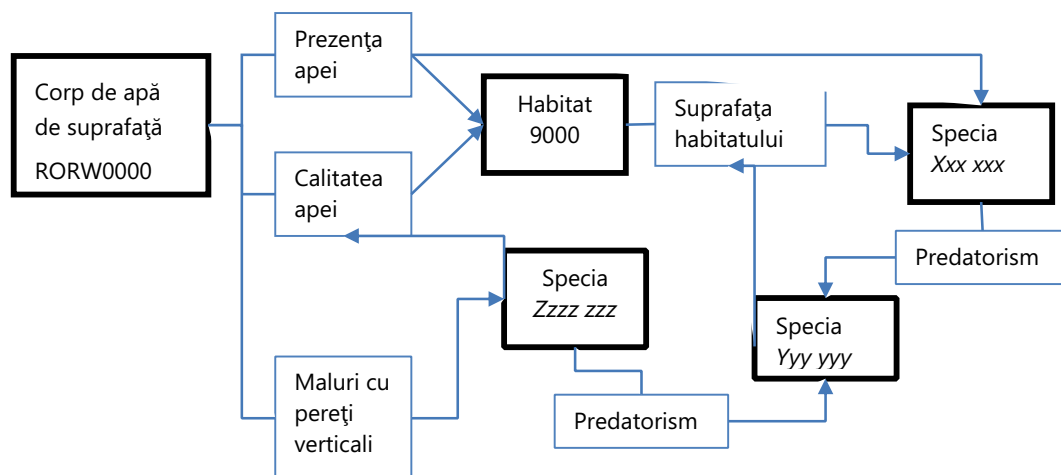 Prezenţa
apei
Corp de apă
de suprafaţă
RORW0000
Habitat
9000
Suprafaţa
habitatului
Specia
Xxx xxx
Calitatea
apei
Predatorism
Specia
Zzzz zzz
Specia
Yyy yyy
Maluri cu
pereţi
verticali
Predatorism